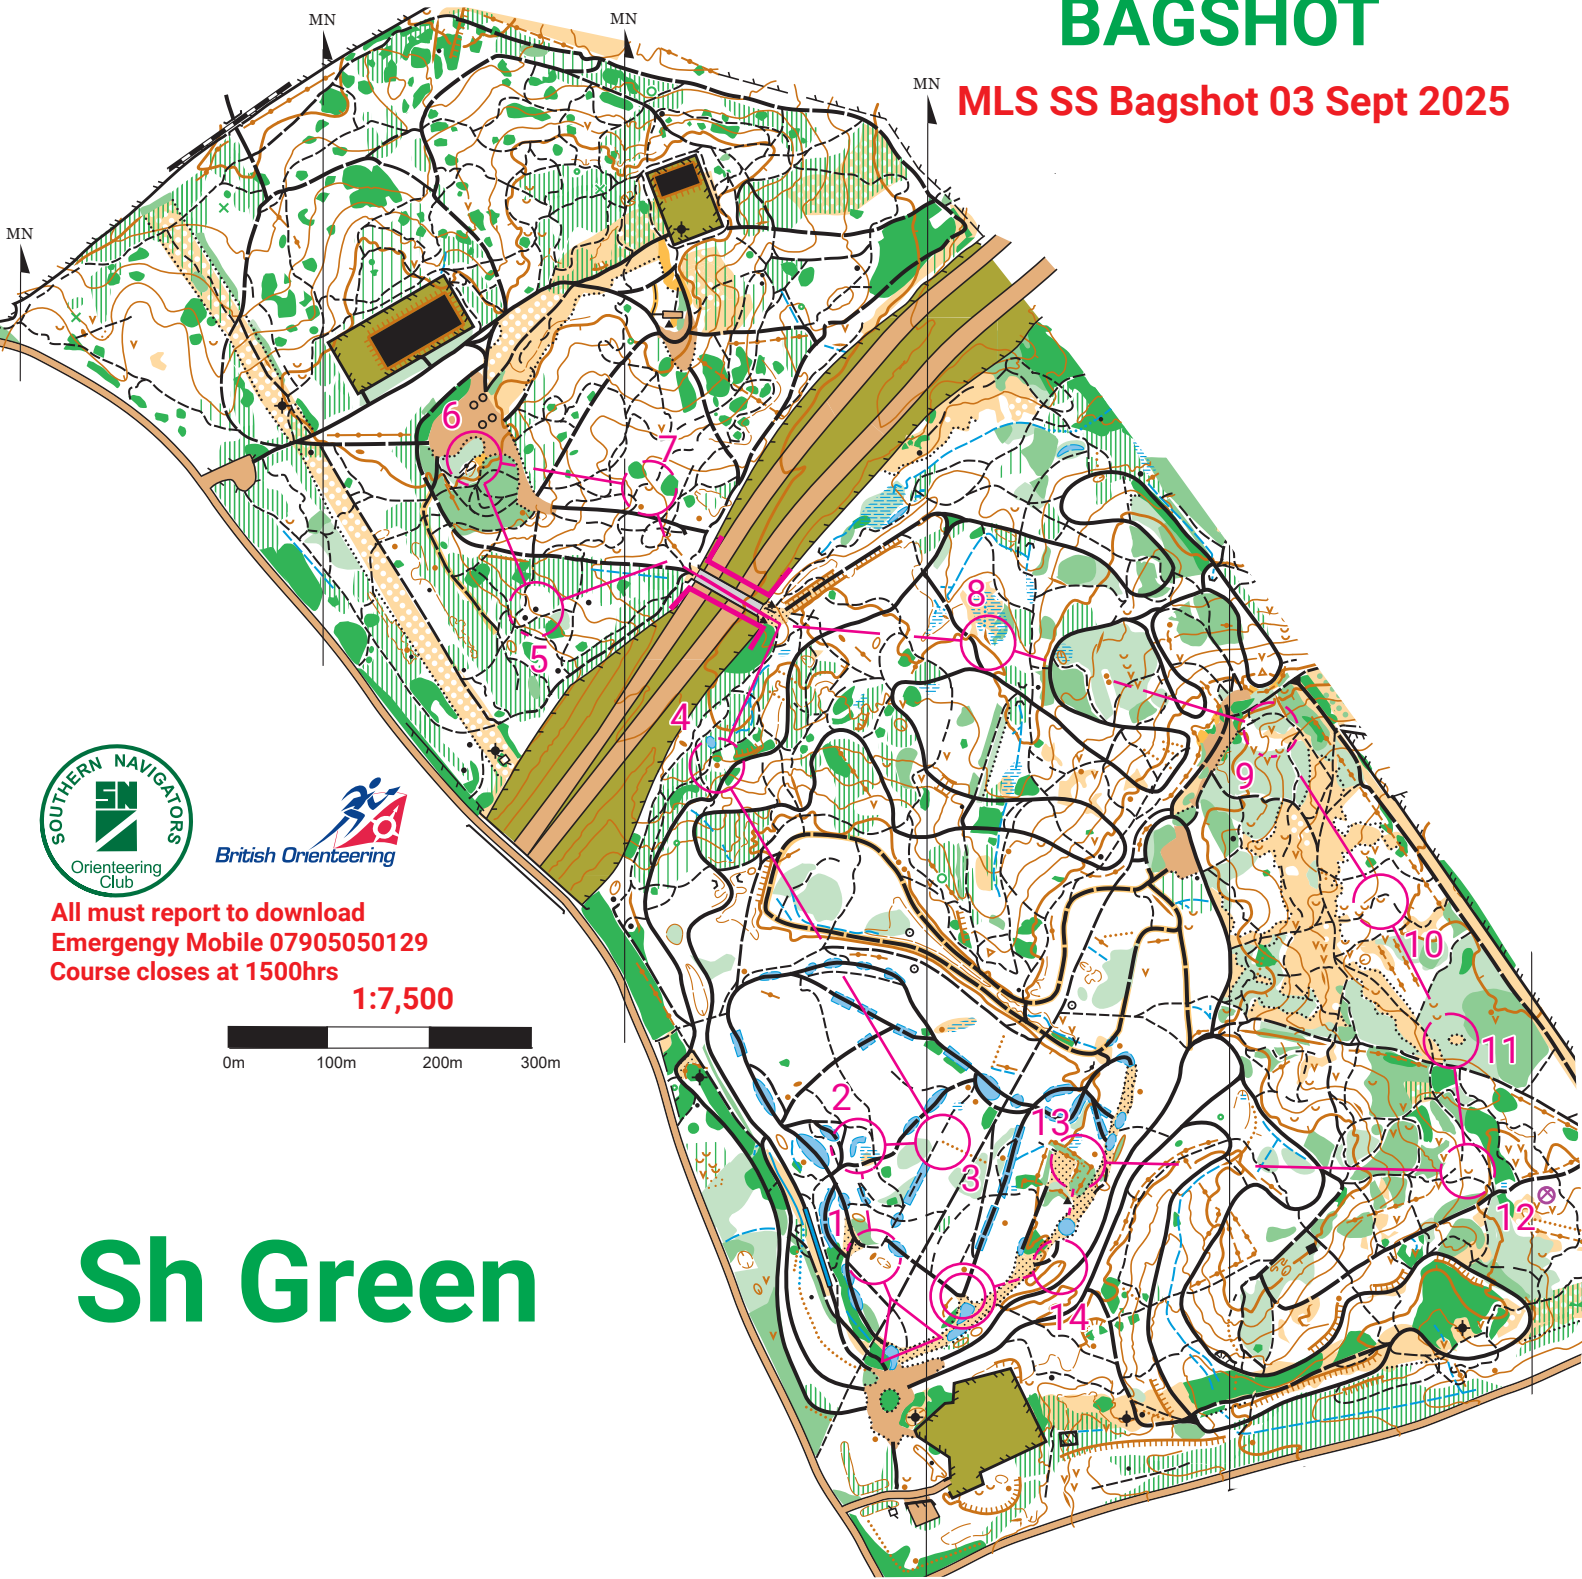 BAGSHOT
MLS SS Bagshot 03 Sept 2025
MN
MN
MN
MN
6
7
8
5
4
9
10
11
2
13
3
1
12
14
SOUTHERN NAVIGATORS
SN
Orienteering
Club
British Orienteering
All must report to download
Emergengy Mobile 07905050129
Course closes at 1500hrs
1:7,500
0m 100m 200m 300m
Sh Green